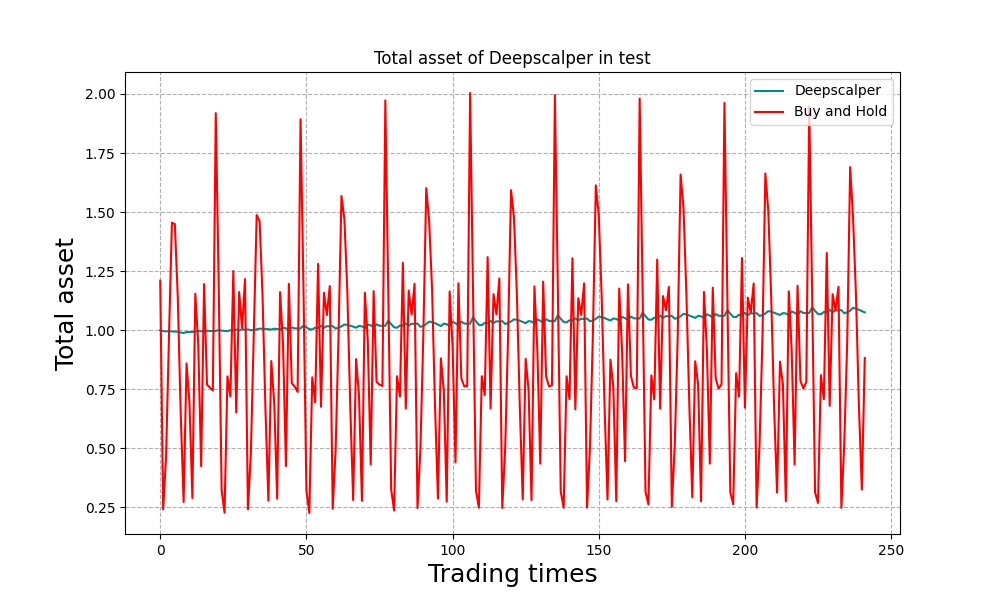 Total asset of Deepscalper in test
Deepscalper
Buy and Hold
Total asset
2.00
1.75
1.50
1.25
1.00
0.75
0.50
0.25
0 50 100 150 200 250
Trading times